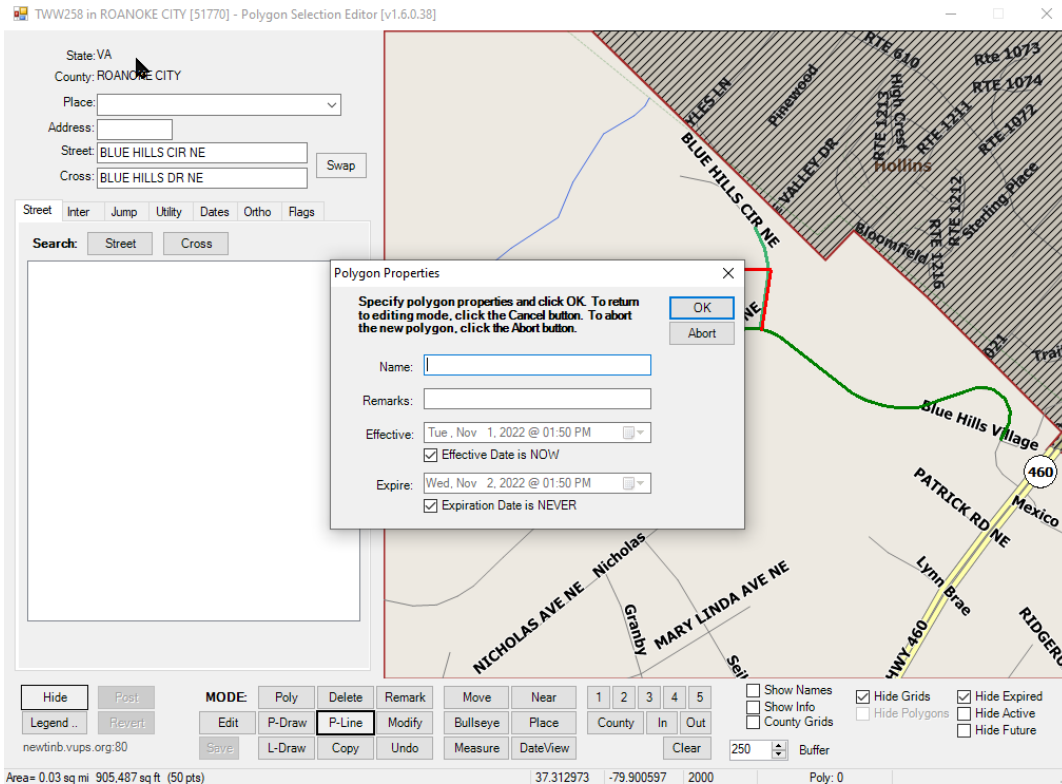 TWW258 in ROANOKE CITY [51770] - Polygon Selection Editor [v1.6.0.38]
State: VA
County: ROANOKE CITY
Place:
Address:
Street: BLUE HILLS CIR NE
Cross: BLUE HILLS DR NE
Swap
Street Inter Jump Utility Dates Ortho Flags
Search: Street Cross
RTE 610
Rte 1073
RTE 1074
Pinewood
YLES LN
RTE 1213
High Crest
RTE 1211
RTE 1072
Hollins
BLUE HILLS CIR NE
VALLEY DR
RTE 1212
Sterling Place
Bloomfield
RTE 1216
Polygon Properties
Specify polygon properties and click OK. To return
to editing mode, click the Cancel button. To abort
the new polygon, click the Abort button.
OK
Abort
Name:
Remarks:
Effective: Tue , Nov 1, 2022 @ 01:50 PM
Effective Date is NOW
Expire: Wed, Nov 2, 2022 @ 01:50 PM
Expiration Date is NEVER
NE
021
Trai
Blue Hills Village
460
PATRICK RD NE
Mexico
Nicholas
NICHOLAS AVE NE
Granby
MARY LINDA AVE NE
Lynn Brae
HWY 460
RIDGER
Sei
Hide Post MODE: Poly Delete Remark Move Near 1 2 3 4 5
Legend .. Revert Edit P-Draw P-Line Modify Bullseye Place County In Out
newtinb.vups.org:80 Save L-Draw Copy Undo Measure DateView Clear
Show Names
Show Info
County Grids
250 Buffer
Hide Grids
Hide Polygons
Hide Expired
Hide Active
Hide Future
Area= 0.03 sq mi 905,487 sq ft (50 pts) 37.312973 -79.900597 2000 Poly: 0